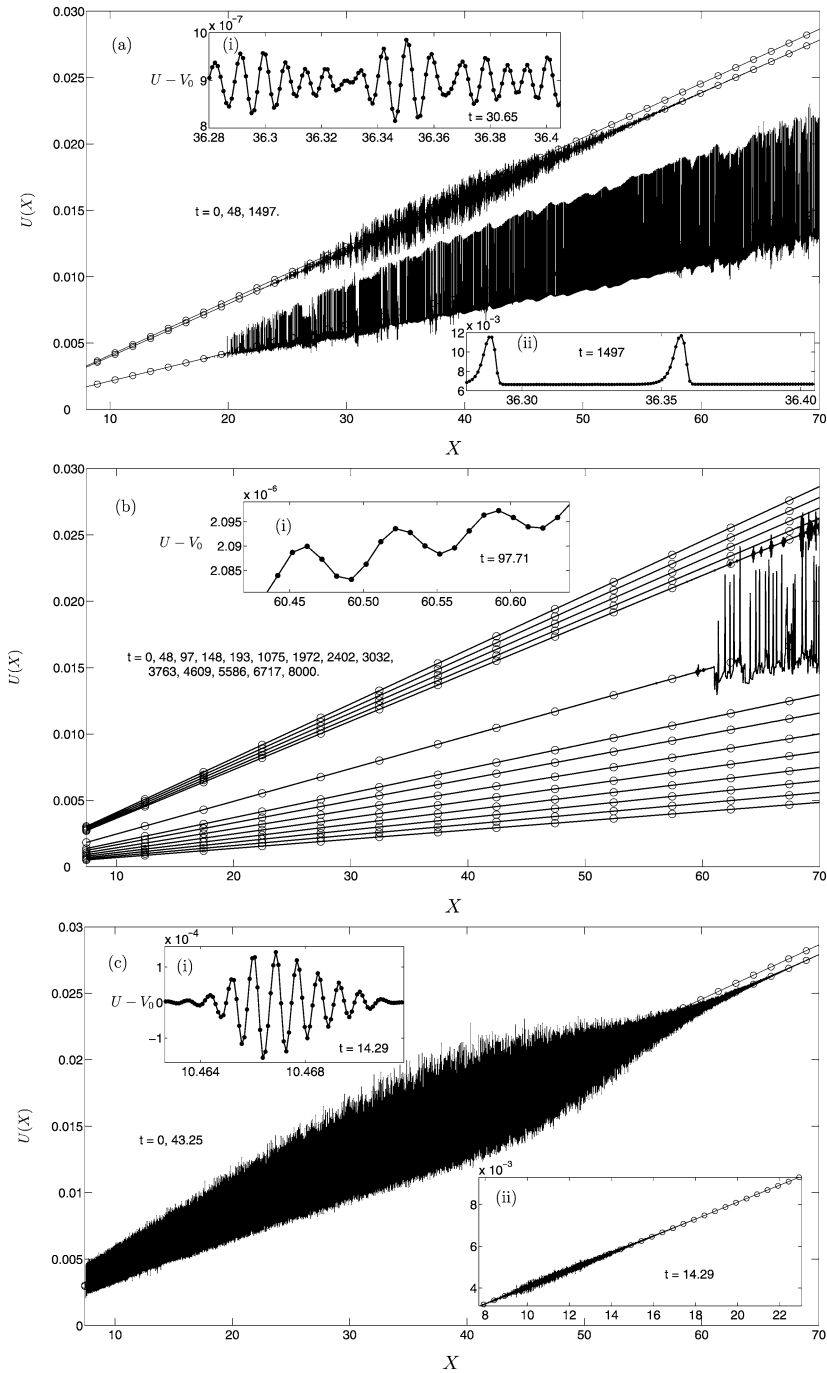 (a)
0.030
0.025
0.020
0.015
0.010
0.005
0
U(X)
10 20 30 40 50 60 70
X
t = 0, 48, 1497.
x 10⁻⁷
(i)
10
9
8
U − V₀
t = 30.65
36.28 36.3 36.32 36.34 36.36 36.38 36.4
x 10⁻³
(ii)
12
10
8
6
t = 1497
36.30 36.35 36.40
(b)
0.030
0.025
0.020
0.015
0.010
0.005
0
U(X)
10 20 30 40 50 60 70
X
t = 0, 48, 97, 148, 193, 1075, 1972, 2402, 3032,
3763, 4609, 5586, 6717, 8000.
x 10⁻⁶
(i)
2.095
2.09
2.085
U − V₀
t = 97.71
60.45 60.50 60.55 60.60
(c)
0.03
0.025
0.02
0.015
0.01
0.005
0
U(X)
10 20 30 40 50 60 70
X
t = 0, 43.25
x 10⁻⁴
(i)
1
0
−1
U − V₀
t = 14.29
10.464 10.468
x 10⁻³
(ii)
8
6
4
t = 14.29
8 10 12 14 16 18 20 22